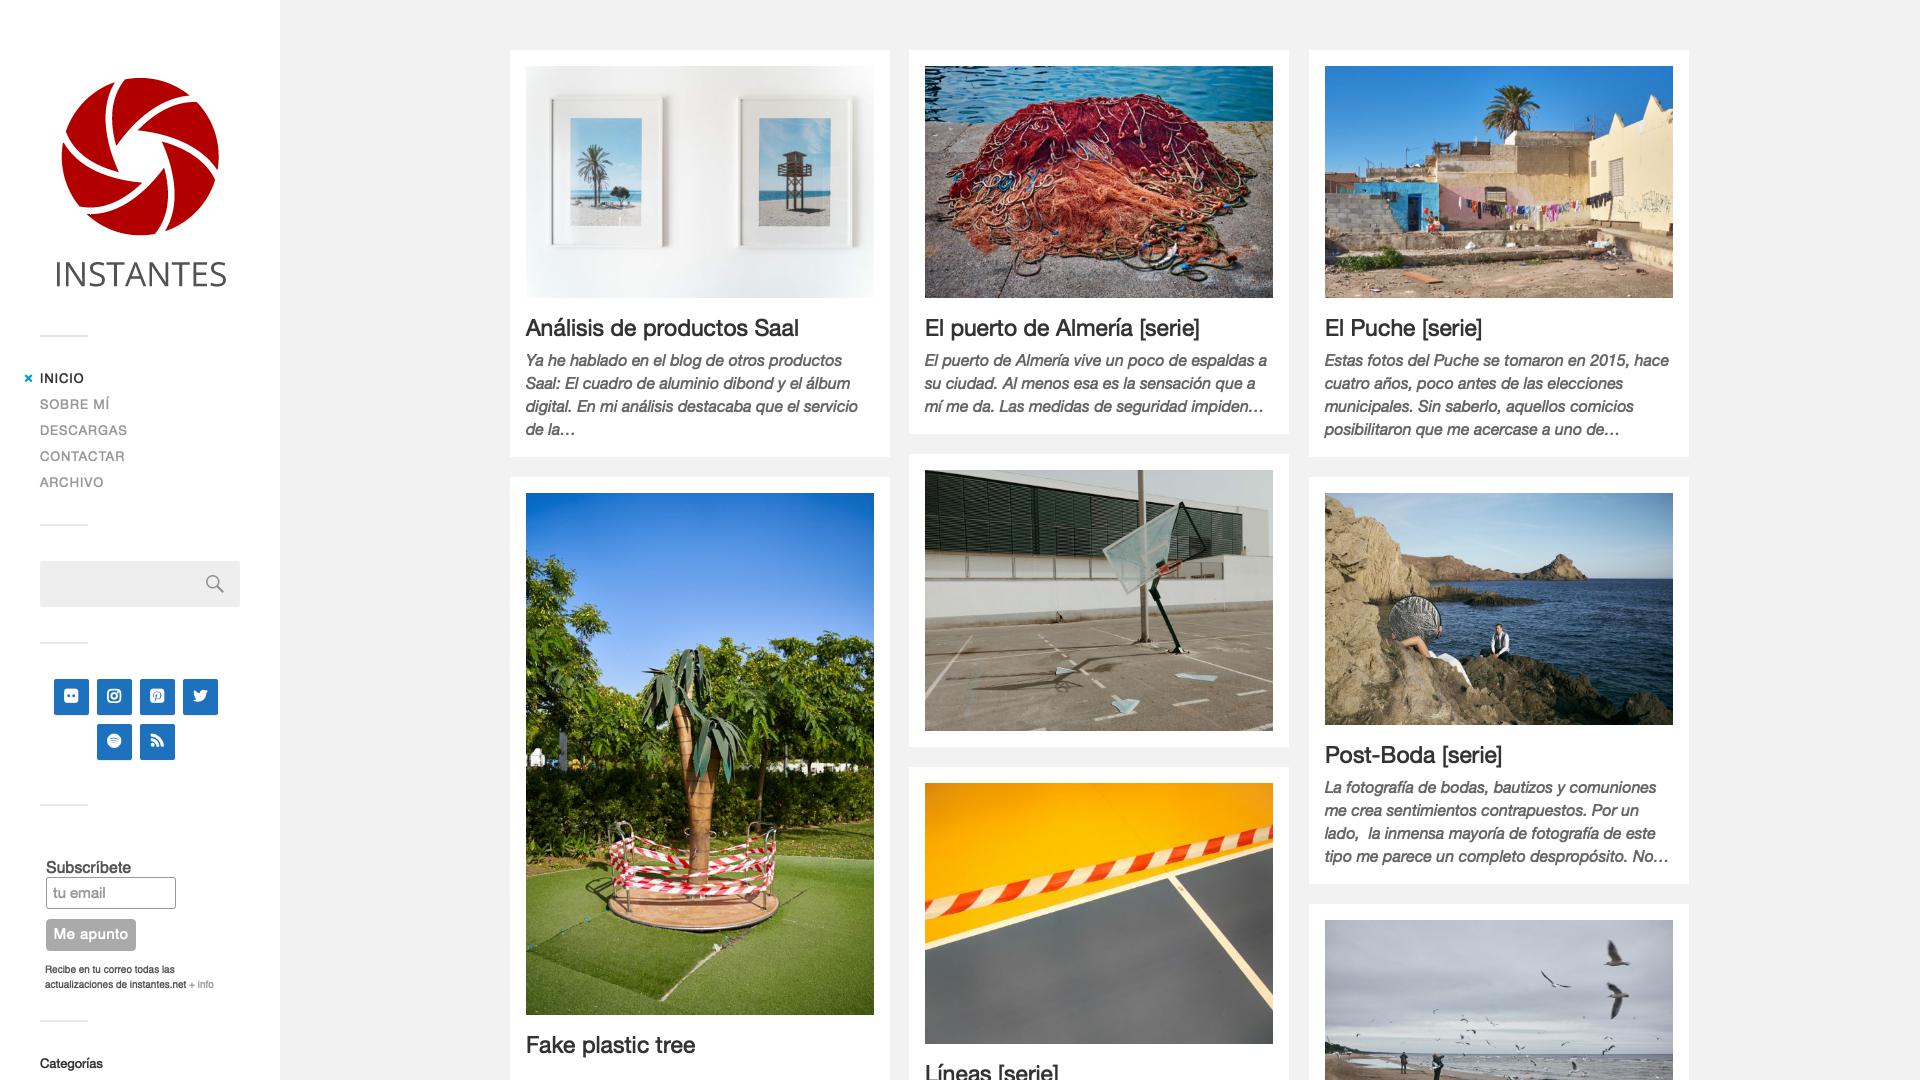 INSTANTES
INICIO
SOBRE MÍ
DESCARGAS
CONTACTAR
ARCHIVO
Subscríbete
tu email
Me apunto
Recibe en tu correo todas las
actualizaciones de instantes.net + info
Categorías
Análisis de productos Saal
Ya he hablado en el blog de otros productos
Saal: El cuadro de aluminio dibond y el álbum
digital. En mi análisis destacaba que el servicio
de la…
Fake plastic tree
El puerto de Almería [serie]
El puerto de Almería vive un poco de espaldas a
su ciudad. Al menos esa es la sensación que a
mí me da. Las medidas de seguridad impiden…
Líneas [serie]
El Puche [serie]
Estas fotos del Puche se tomaron en 2015, hace
cuatro años, poco antes de las elecciones
municipales. Sin saberlo, aquellos comicios
posibilitaron que me acercase a uno de…
Post-Boda [serie]
La fotografía de bodas, bautizos y comuniones
me crea sentimientos contrapuestos. Por un
lado,  la inmensa mayoría de fotografía de este
tipo me parece un completo despropósito. No…